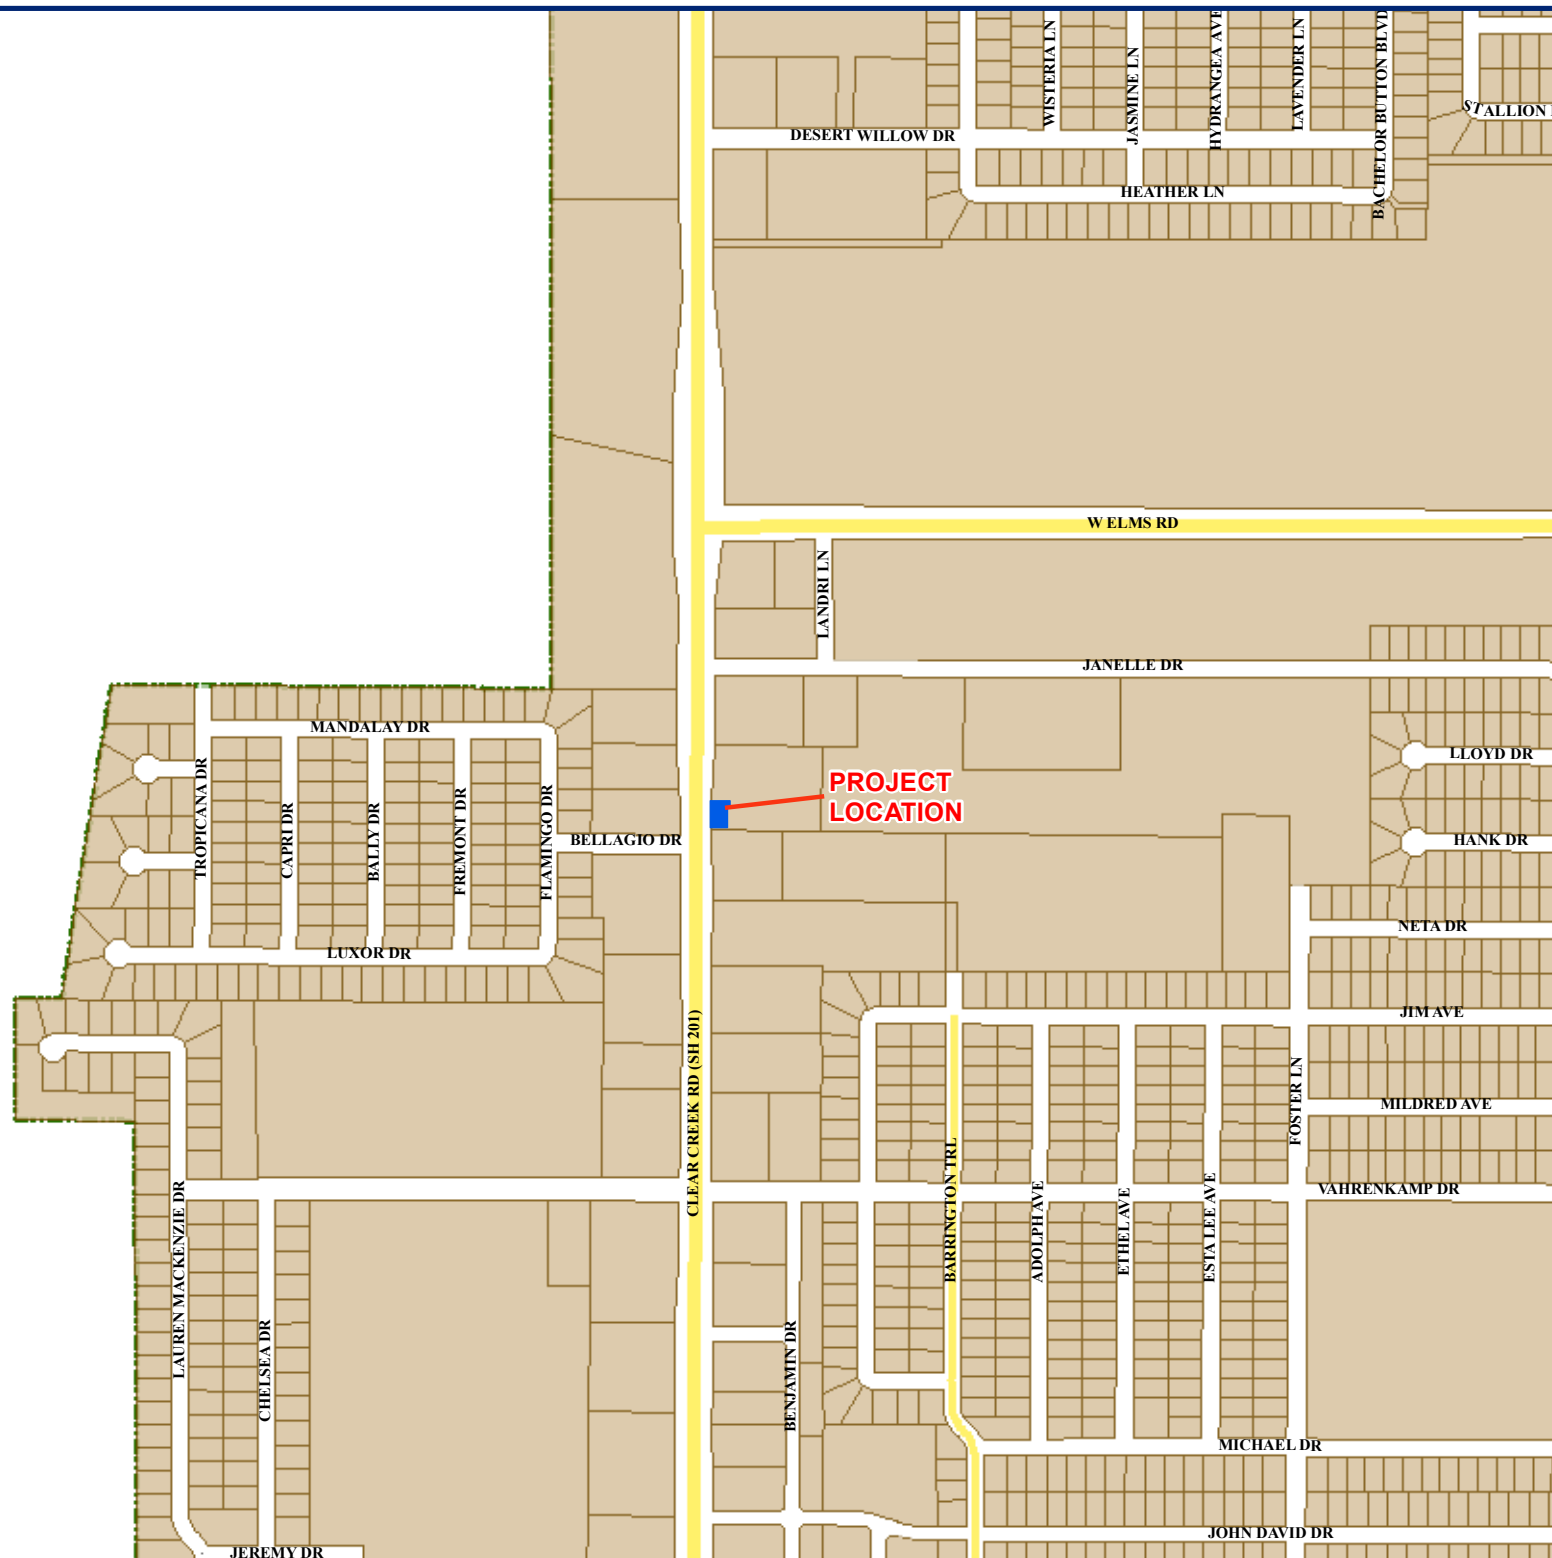 WISTERIA LN
JASMINE LN
HYDRANGEA AVE
LAVENDER LN
BACHELOR BUTTON BLVD
STALLION
DESERT WILLOW DR
HEATHER LN
W ELMS RD
LANDRI LN
JANELLE DR
MANDALAY DR
LLOYD DR
PROJECT
LOCATION
TROPICANA DR
CAPRI DR
BALLY DR
FREMONT DR
FLAMINGO DR
BELLAGIO DR
HANK DR
NETA DR
LUXOR DR
JIM AVE
CLEAR CREEK RD (SH 201)
FOSTER LN
MILDRED AVE
BARRINGTON TRL
ADOLPH AVE
ETHEL AVE
ESTA LEE AVE
VAHRENKAMP DR
LAUREN MACKENZIE DR
CHELSEA DR
BENJAMIN DR
MICHAEL DR
JOHN DAVID DR
JEREMY DR